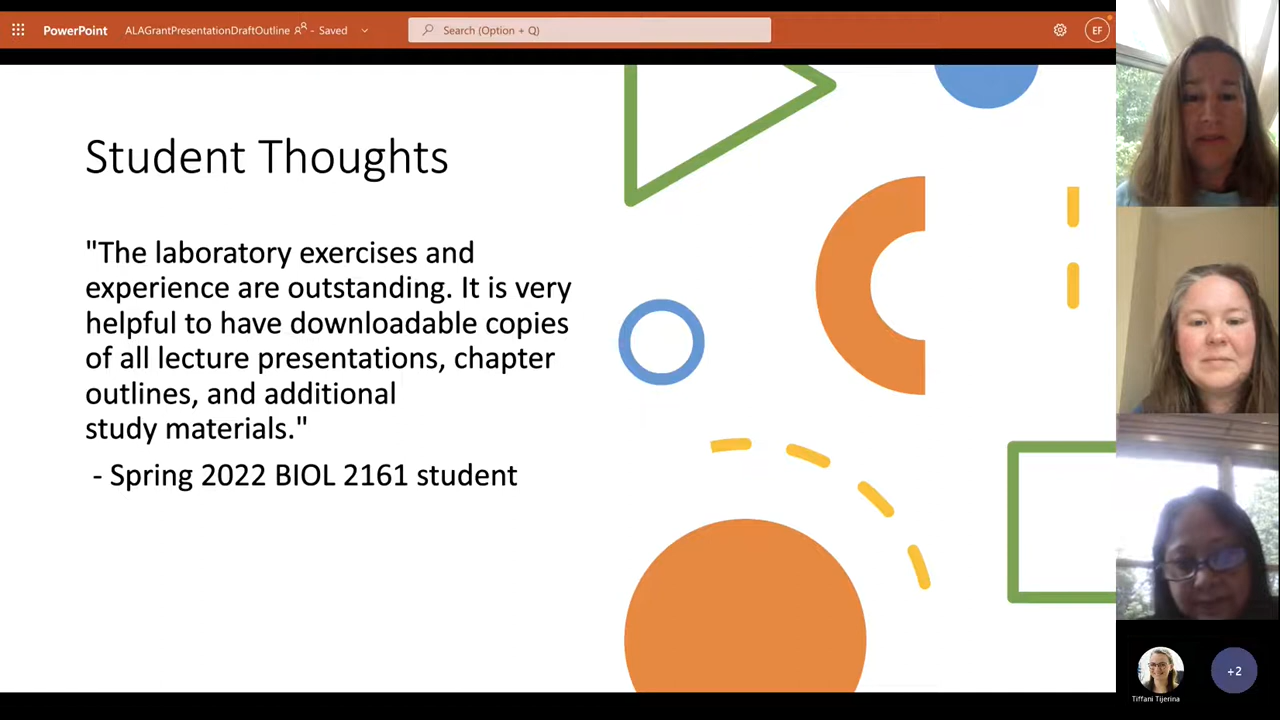 PowerPoint ALAGrantPresentationDraftOutline - Saved Search (Option + Q) EF
Student Thoughts
"The laboratory exercises and
experience are outstanding. It is very
helpful to have downloadable copies
of all lecture presentations, chapter
outlines, and additional
study materials."
- Spring 2022 BIOL 2161 student
+2
Tiffani Tijerina